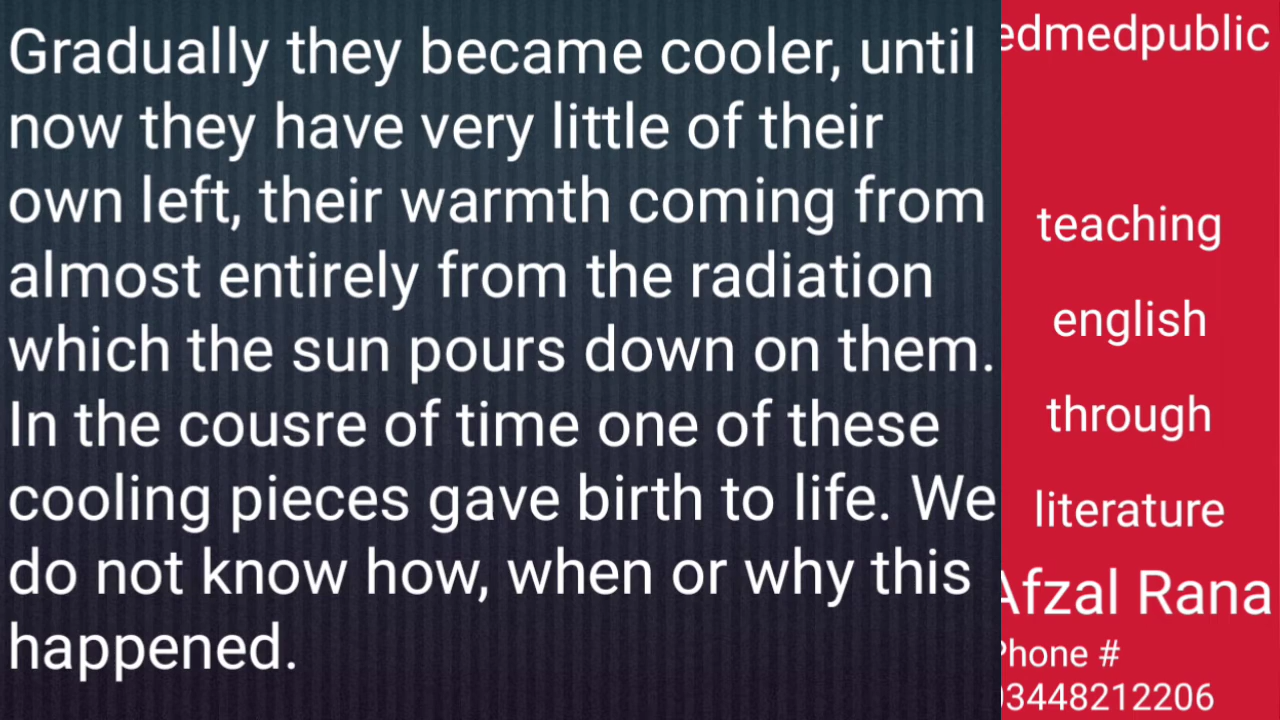 Gradually they became cooler, until
now they have very little of their
own left, their warmth coming from
almost entirely from the radiation
which the sun pours down on them.
In the cousre of time one of these
cooling pieces gave birth to life. We
do not know how, when or why this
happened.
edmedpublic
teaching
english
through
literature
Afzal Rana
Phone #
03448212206